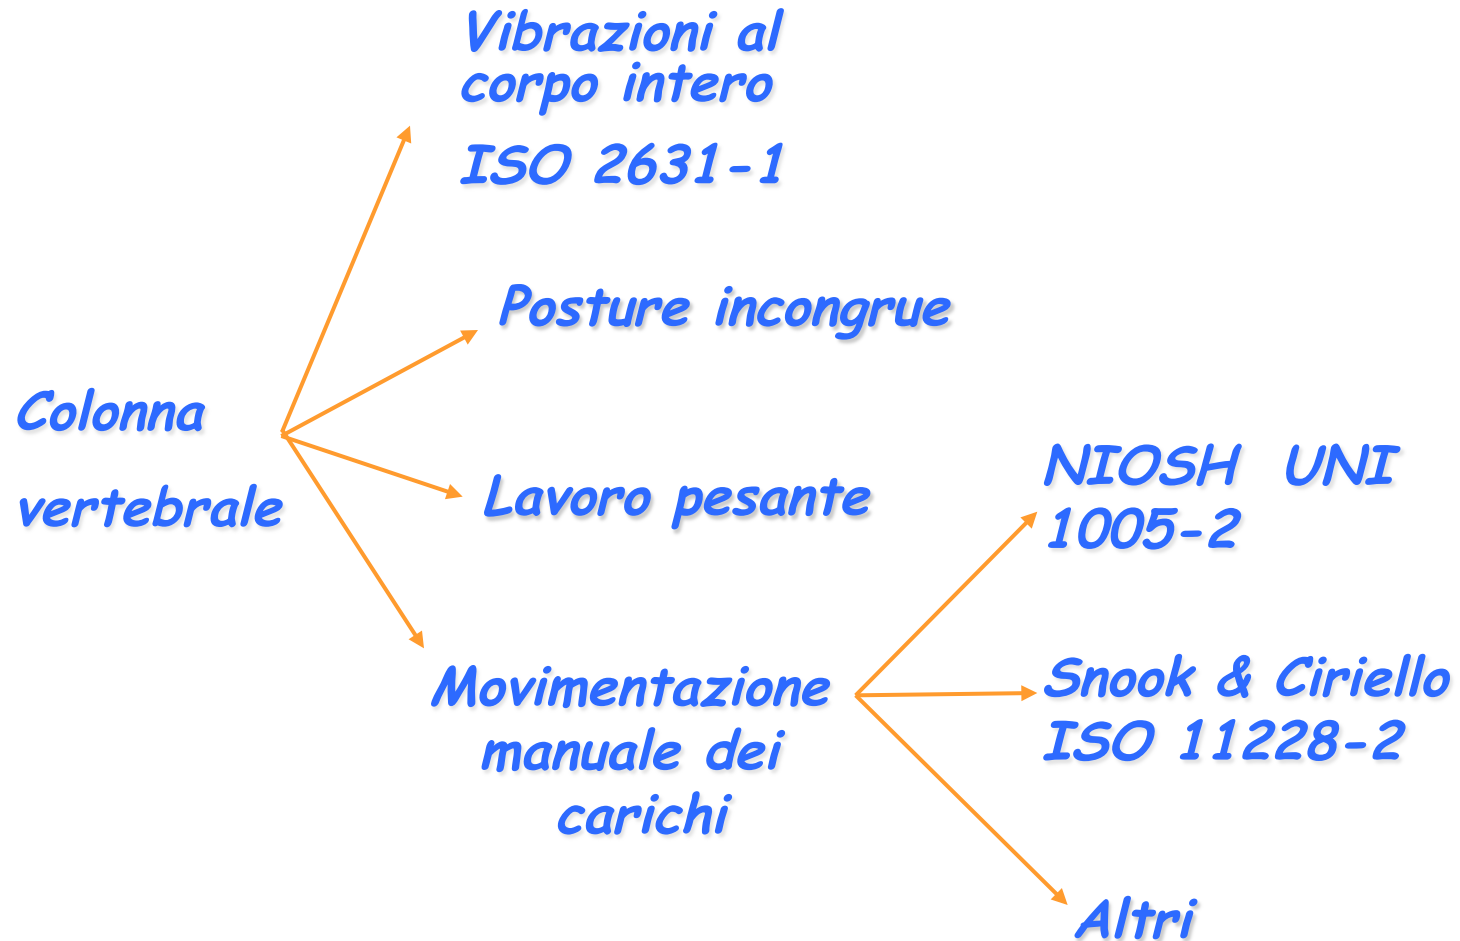 Vibrazioni al
corpo intero
ISO 2631-1
Posture incongrue
Colonna
vertebrale
Lavoro pesante
NIOSH UNI
1005-2
Movimentazione
manuale dei
carichi
Snook & Ciriello
ISO 11228-2
Altri